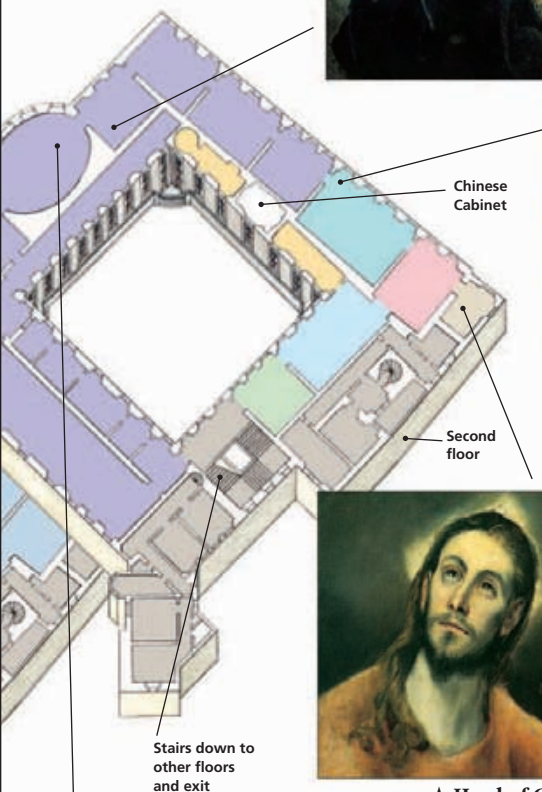 Chinese
Cabinet
Second
floor
Stairs down to
other floors
and exit